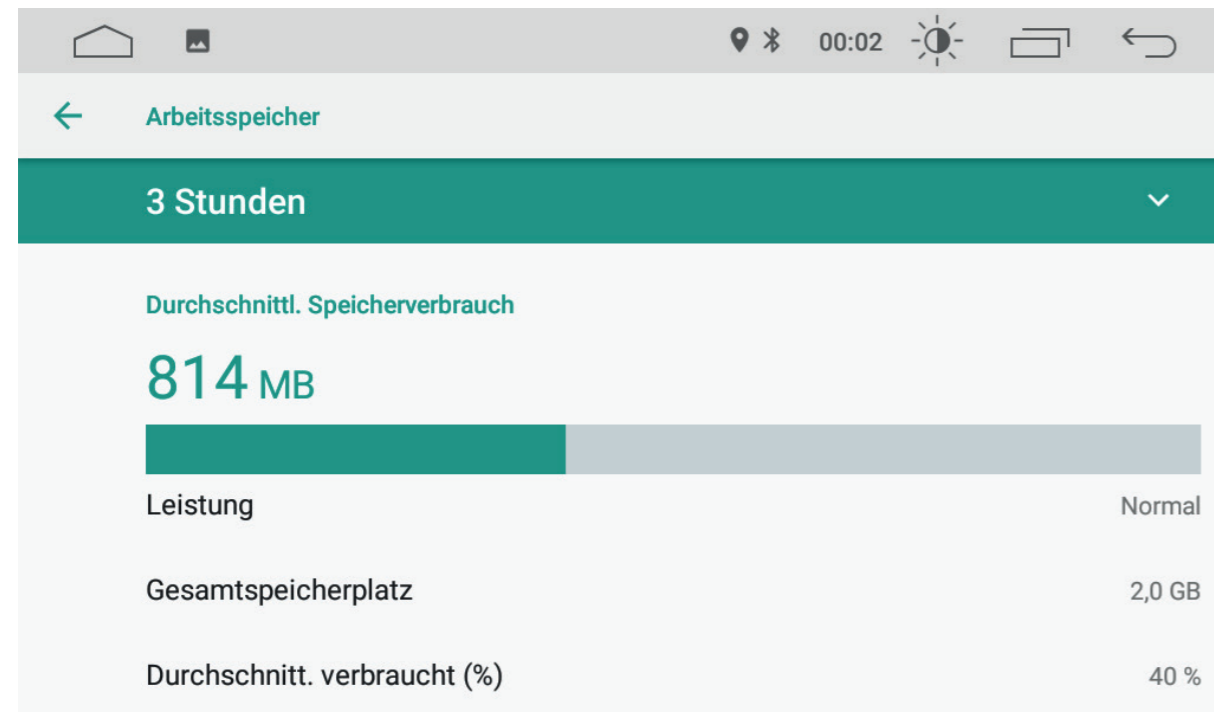 00:02
Arbeitsspeicher
3 Stunden
Durchschnittl. Speicherverbrauch
814 MB
Leistung Normal
Gesamtspeicherplatz 2,0 GB
Durchschnitt. verbraucht (%) 40 %